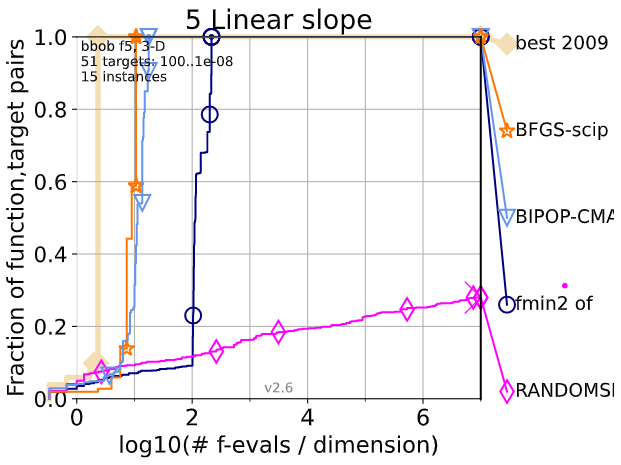 5 Linear slope
bbob f5, 3-D
51 targets: 100..1e-08
15 instances
Fraction of function,target pairs
1.0
0.8
0.6
0.4
0.2
0.0
0
2
4
6
log10(# f-evals / dimension)
v2.6
best 2009
BFGS-scip
BIPOP-CMA
fmin2 of
RANDOMS